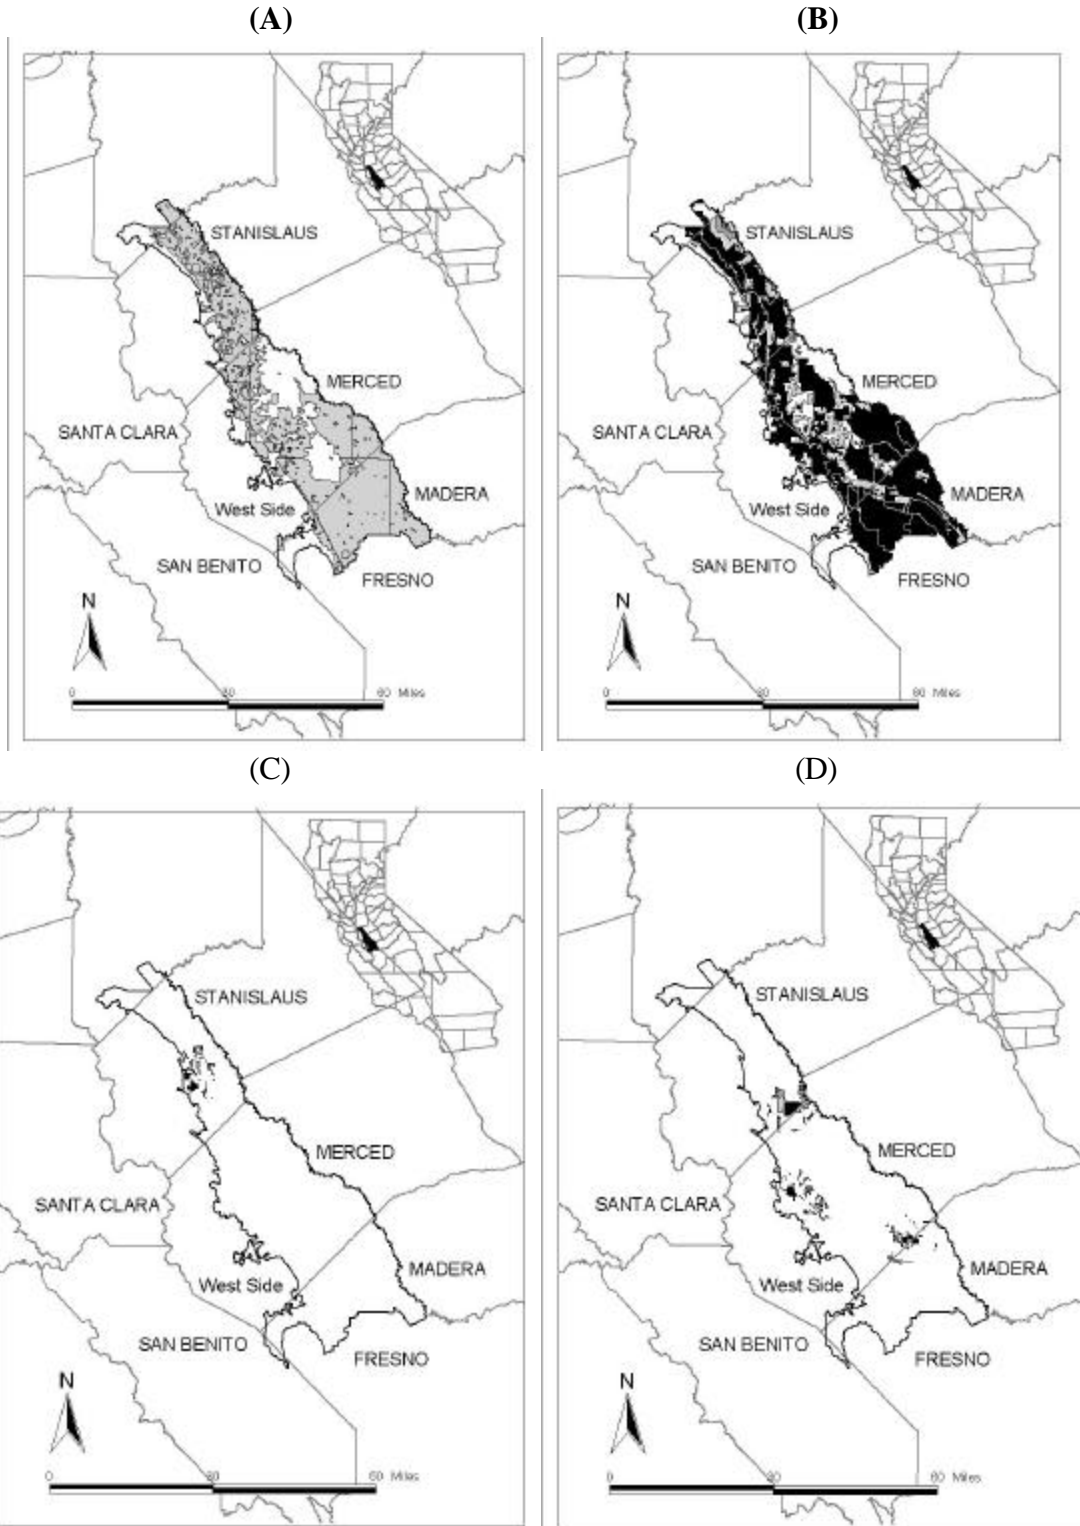 (A)
(B)
STANISLAUS
MERCED
SANTA CLARA
MADERA
West Side
SAN BENITO
FRESNO
N
0 30 60 Miles
STANISLAUS
MERCED
SANTA CLARA
MADERA
West Side
SAN BENITO
FRESNO
N
0 30 60 Miles
(C)
(D)
STANISLAUS
MERCED
SANTA CLARA
MADERA
West Side
SAN BENITO
FRESNO
N
0 30 60 Miles
STANISLAUS
MERCED
SANTA CLARA
MADERA
West Side
SAN BENITO
FRESNO
N
0 30 60 Miles